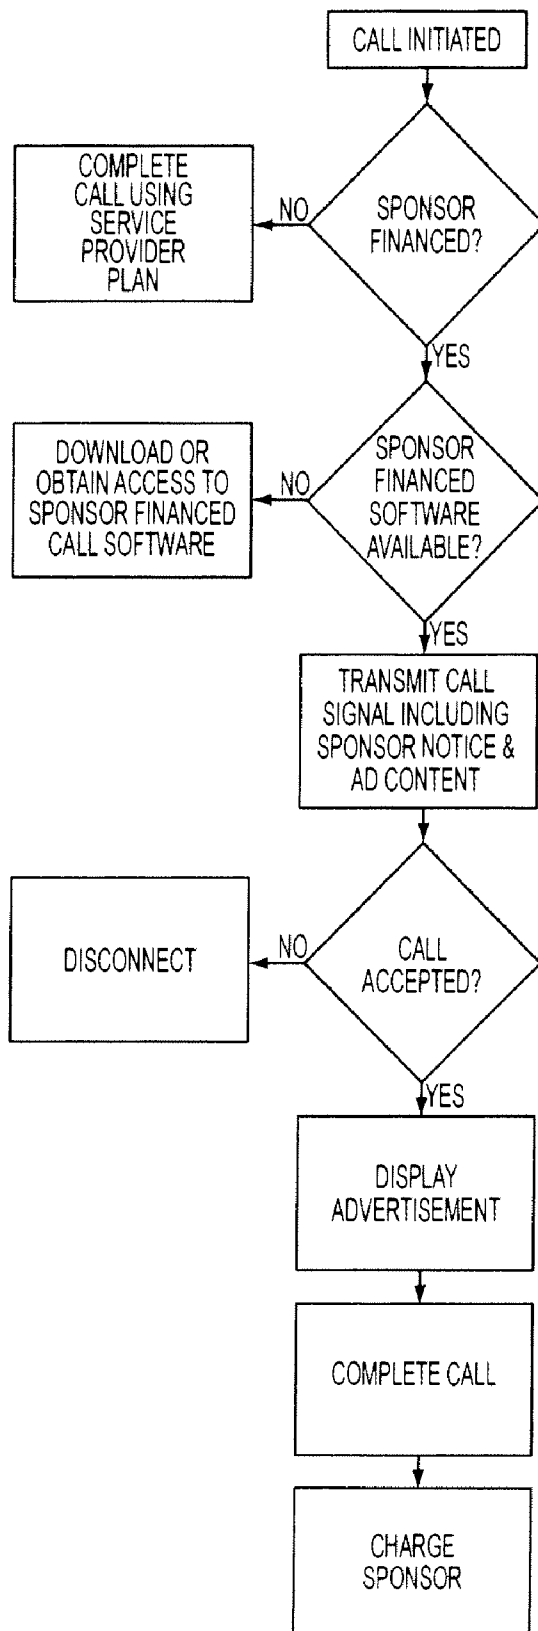 CALL INITIATED
SPONSOR
FINANCED?
NO
COMPLETE
CALL USING
SERVICE
PROVIDER
PLAN
YES
SPONSOR
FINANCED
SOFTWARE
AVAILABLE?
NO
DOWNLOAD OR
OBTAIN ACCESS TO
SPONSOR FINANCED
CALL SOFTWARE
YES
TRANSMIT CALL
SIGNAL INCLUDING
SPONSOR NOTICE &
AD CONTENT
CALL
ACCEPTED?
NO
DISCONNECT
YES
DISPLAY
ADVERTISEMENT
COMPLETE CALL
CHARGE
SPONSOR